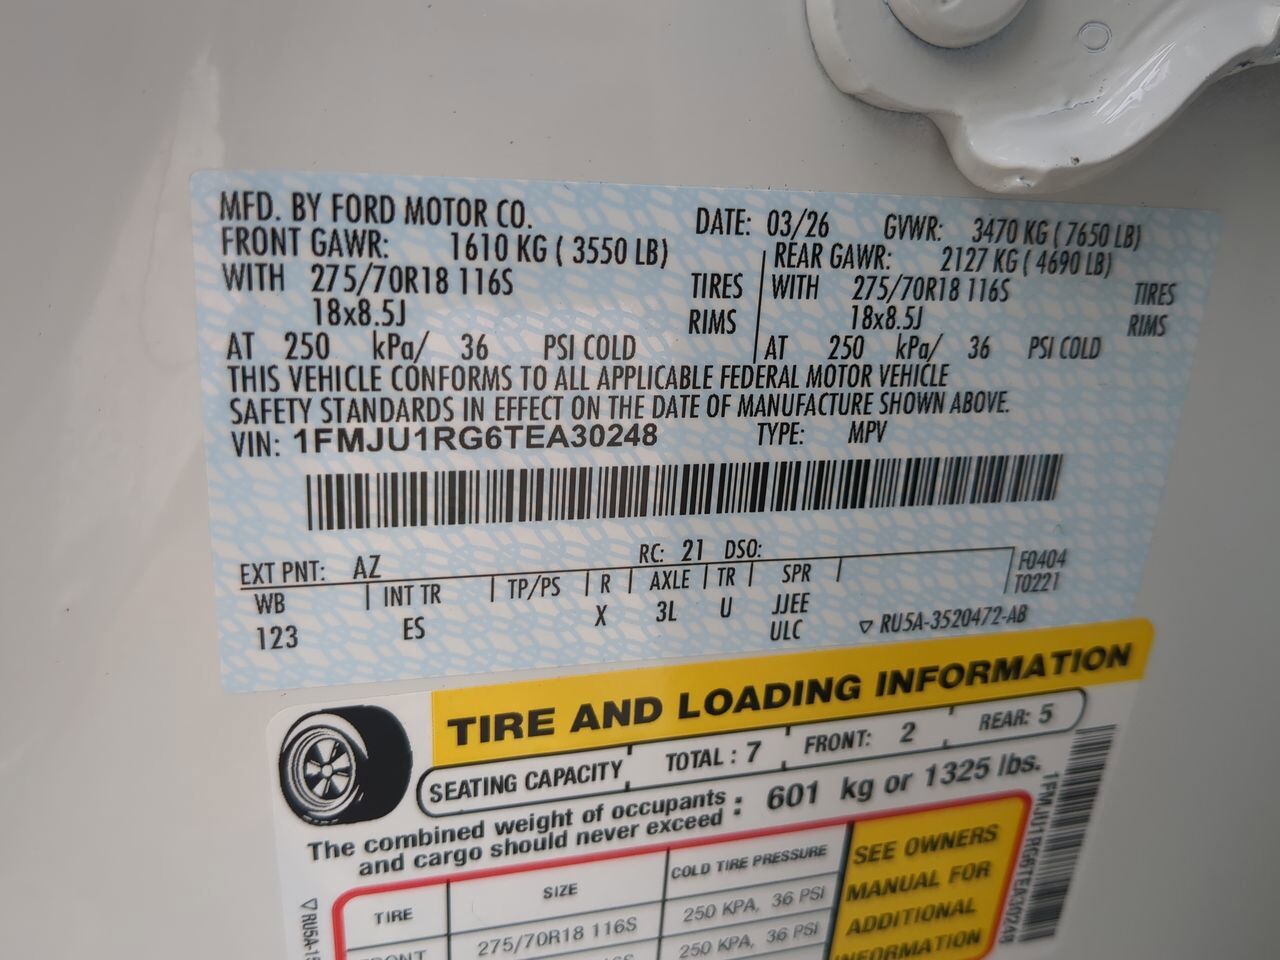 MFD. BY FORD MOTOR CO.
DATE: 03/26 GVWR: 3470 KG ( 7650 LB)
FRONT GAWR: 1610 KG ( 3550 LB) REAR GAWR: 2127 KG ( 4690 LB)
WITH 275/70R18 116S TIRES WITH 275/70R18 116S TIRES
18x8.5J RIMS 18x8.5J RIMS
AT 250 kPa/ 36 PSI COLD AT 250 kPa/ 36 PSI COLD
THIS VEHICLE CONFORMS TO ALL APPLICABLE FEDERAL MOTOR VEHICLE
SAFETY STANDARDS IN EFFECT ON THE DATE OF MANUFACTURE SHOWN ABOVE.
VIN: 1FMJU1RG6TEA30248 TYPE: MPV
EXT PNT: AZ RC: 21 DSO:
F0404
T0221
WB INT TR TP/PS R AXLE TR SPR
123 ES X 3L U JJEE
ULC ▽ RU5A-3520472-AB
TIRE AND LOADING INFORMATION
SEATING CAPACITY TOTAL : 7 FRONT: 2 REAR: 5
The combined weight of occupants
and cargo should never exceed : 601 kg or 1325 lbs.
TIRE SIZE COLD TIRE PRESSURE
275/70R18 116S 250 KPA, 36 PSI
250 KPA, 36 PSI
SEE OWNERS
MANUAL FOR
ADDITIONAL
INFORMATION
1FMJU1RG6TEA30248